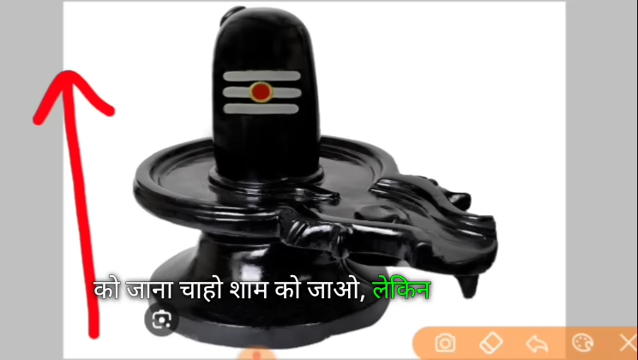 को जाना चाहो शाम को जाओ, लेकिन